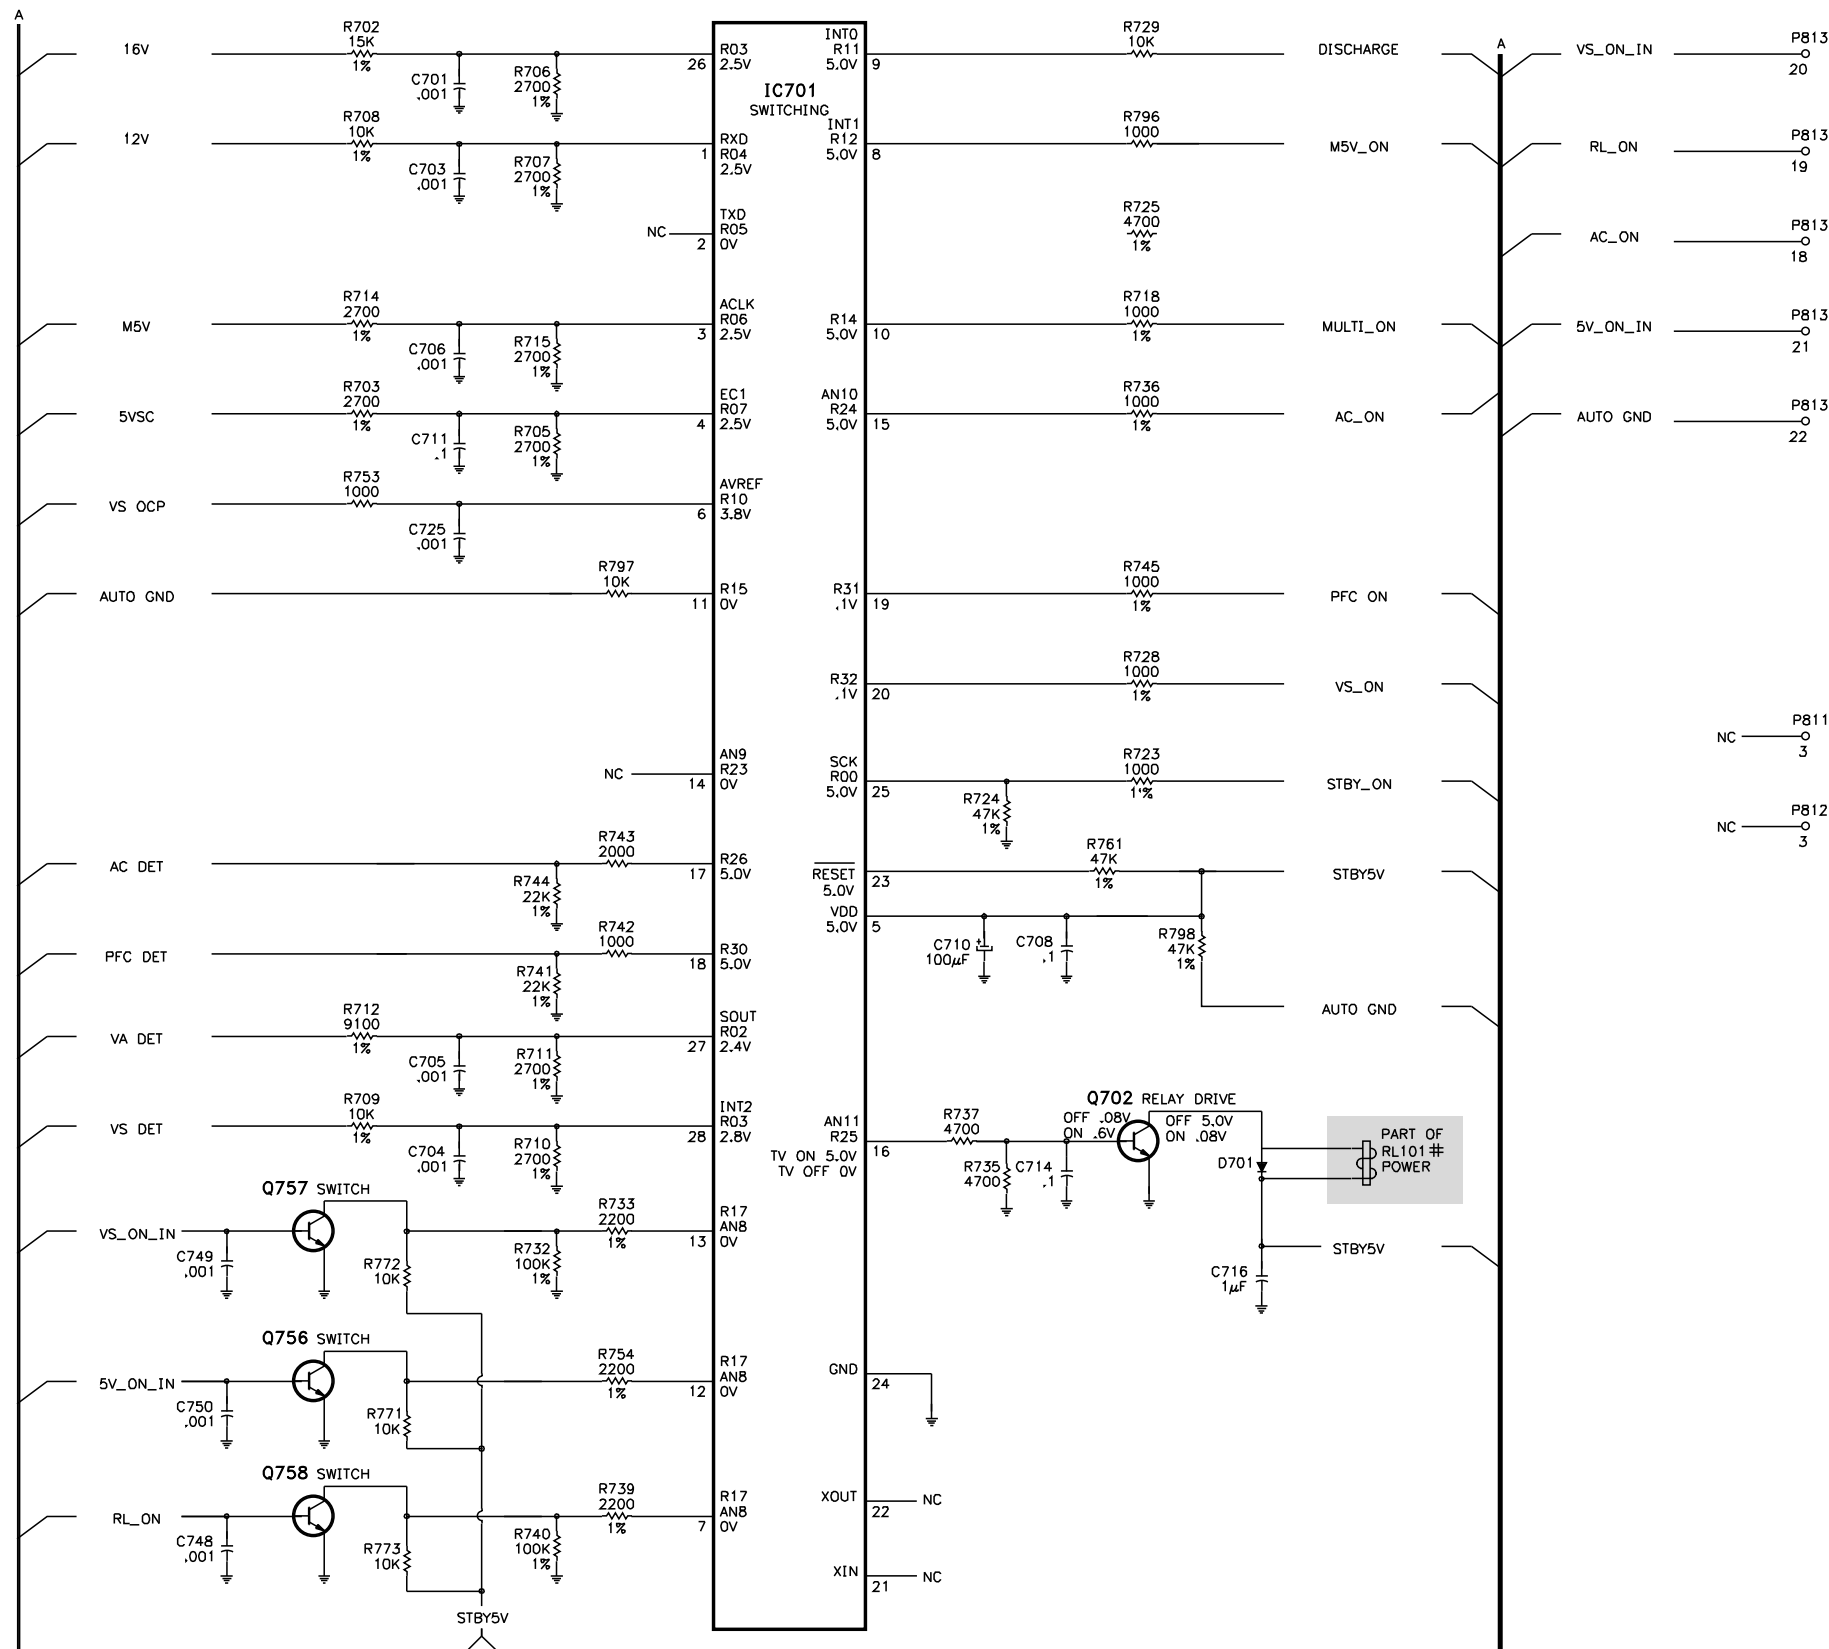 A
16V
R702
15K
1%
C701
.001
R706
2700
1%
R03
2.5V
26
12V
R708
10K
1%
C703
.001
R707
2700
1%
RXD
R04
2.5V
1
NC
TXD
R05
0V
2
M5V
R714
2700
1%
C706
.001
R715
2700
1%
ACLK
R06
2.5V
3
5VSC
R703
2700
1%
C711
.1
R705
2700
1%
EC1
R07
2.5V
4
VS OCP
R753
1000
C725
.001
AVREF
R10
3.8V
6
AUTO GND
R797
10K
R15
0V
11
NC
AN9
R23
0V
14
AC DET
R743
2000
R744
22K
1%
R26
5.0V
17
PFC DET
R742
1000
R741
22K
1%
R30
5.0V
18
VA DET
R712
9100
1%
C705
.001
R711
2700
1%
SOUT
R02
2.4V
27
VS DET
R709
10K
1%
C704
.001
R710
2700
1%
INT2
R03
2.8V
28
Q757 SWITCH
VS_ON_IN
C749
.001
R772
10K
R733
2200
1%
R732
100K
1%
R17
AN8
0V
13
Q756 SWITCH
5V_ON_IN
C750
.001
R771
10K
R754
2200
1%
R17
AN8
0V
12
Q758 SWITCH
RL_ON
C748
.001
R773
10K
R739
2200
1%
R740
100K
1%
R17
AN8
0V
7
STBY5V
IC701
SWITCHING
INT0
R11
5.0V
9
R729
10K
DISCHARGE
INT1
R12
5.0V
8
R796
1000
M5V_ON
R725
4700
1%
R14
5.0V
10
R718
1000
1%
MULTI_ON
AN10
R24
5.0V
15
R736
1000
1%
AC_ON
R31
.1V
19
R745
1000
1%
PFC ON
R32
.1V
20
R728
1000
1%
VS_ON
SCK
R00
5.0V
25
R724
47K
1%
R723
1000
1%
STBY_ON
RESET
5.0V
23
R761
47K
1%
STBY5V
VDD
5.0V
5
C710
100µF
+
C708
.1
R798
47K
1%
AUTO GND
AN11
R25
16
TV ON 5.0V
TV OFF 0V
R737
4700
R735
4700
C714
.1
Q702 RELAY DRIVE
OFF .08V
ON .6V
OFF 5.0V
ON .08V
D701
PART OF
RL101#
POWER
STBY5V
C716
1µF
GND
24
XOUT
22
NC
XIN
21
NC
A
VS_ON_IN
P813
20
RL_ON
P813
19
AC_ON
P813
18
5V_ON_IN
P813
21
AUTO GND
P813
22
NC
P811
3
NC
P812
3